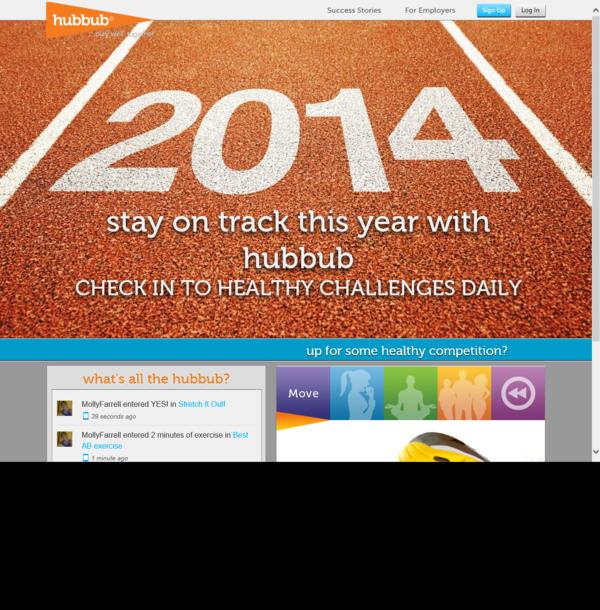 hubbub®
play well. together.
Success Stories
For Employers
Sign Up
Log In
2014
stay on track this year with
hubbub
CHECK IN TO HEALTHY CHALLENGES DAILY
up for some healthy competition?
what's all the hubbub?
MollyFarrell entered YES! in Stretch It Out!
39 seconds ago
MollyFarrell entered 2 minutes of exercise in Best
AB exercise
1 minute ago
Move